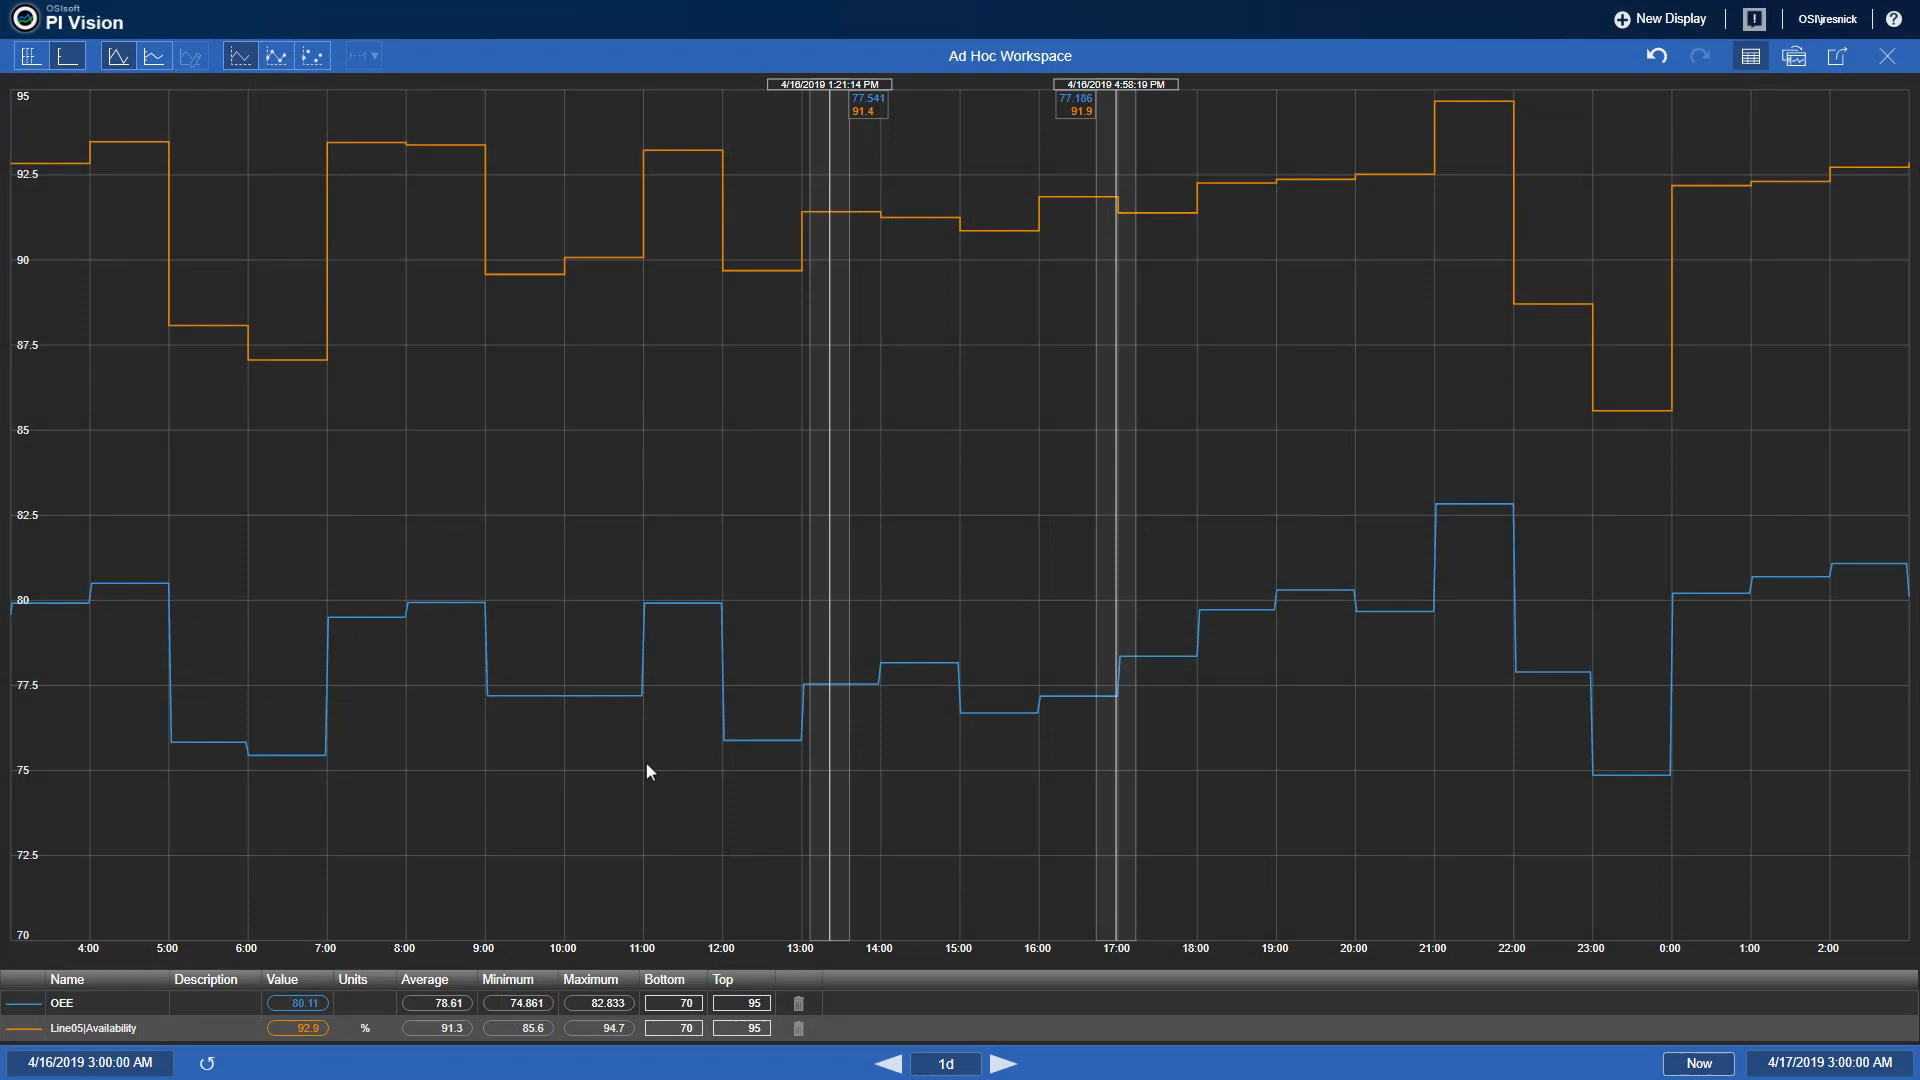 OSIsoft
PI Vision
New Display
OSI\jresnick
Ad Hoc Workspace
4/16/2019 1:21:14 PM
4/16/2019 4:58:19 PM
77.541
91.4
77.186
91.9
95
92.5
90
87.5
85
82.5
80
77.5
75
72.5
70
4:00 5:00 6:00 7:00 8:00 9:00 10:00 11:00 12:00 13:00 14:00 15:00 16:00 17:00 18:00 19:00 20:00 21:00 22:00 23:00 0:00 1:00 2:00
Name Description Value Units Average Minimum Maximum Bottom Top
OEE 80.11 78.61 74.861 82.833 70 95
Line05|Availability 92.9 % 91.3 85.6 94.7 70 95
4/16/2019 3:00:00 AM 1d Now 4/17/2019 3:00:00 AM